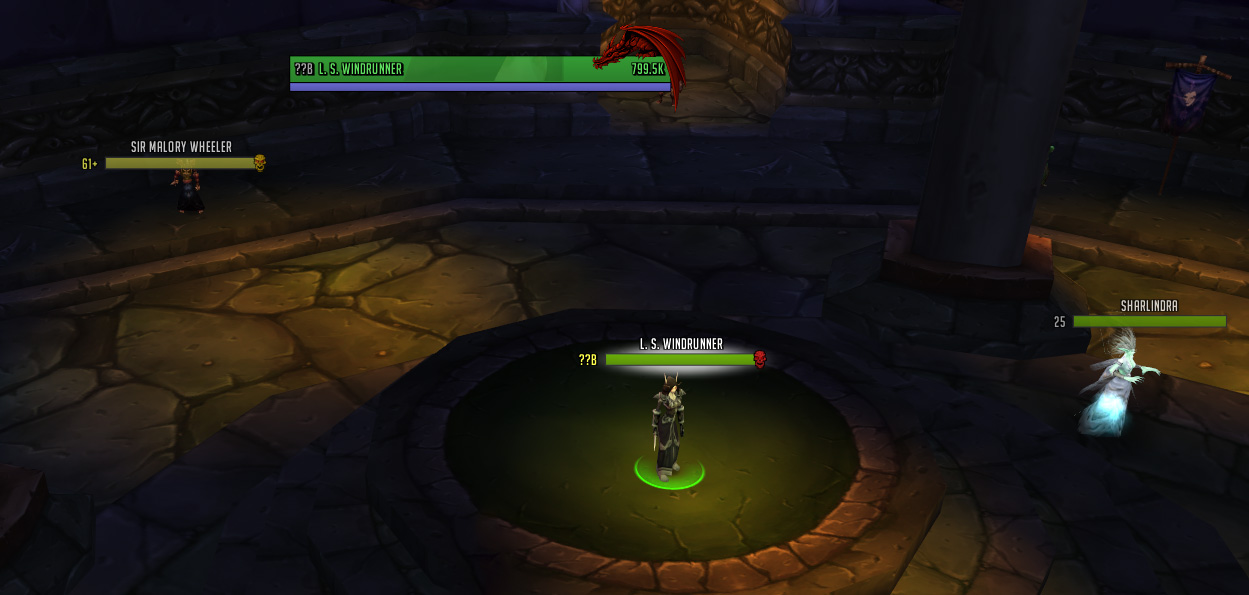 ??B L. S. WINDRUNNER 799.5K
SIR MALORY WHEELER
61+
SHARLINDRA
25
L. S. WINDRUNNER
??B